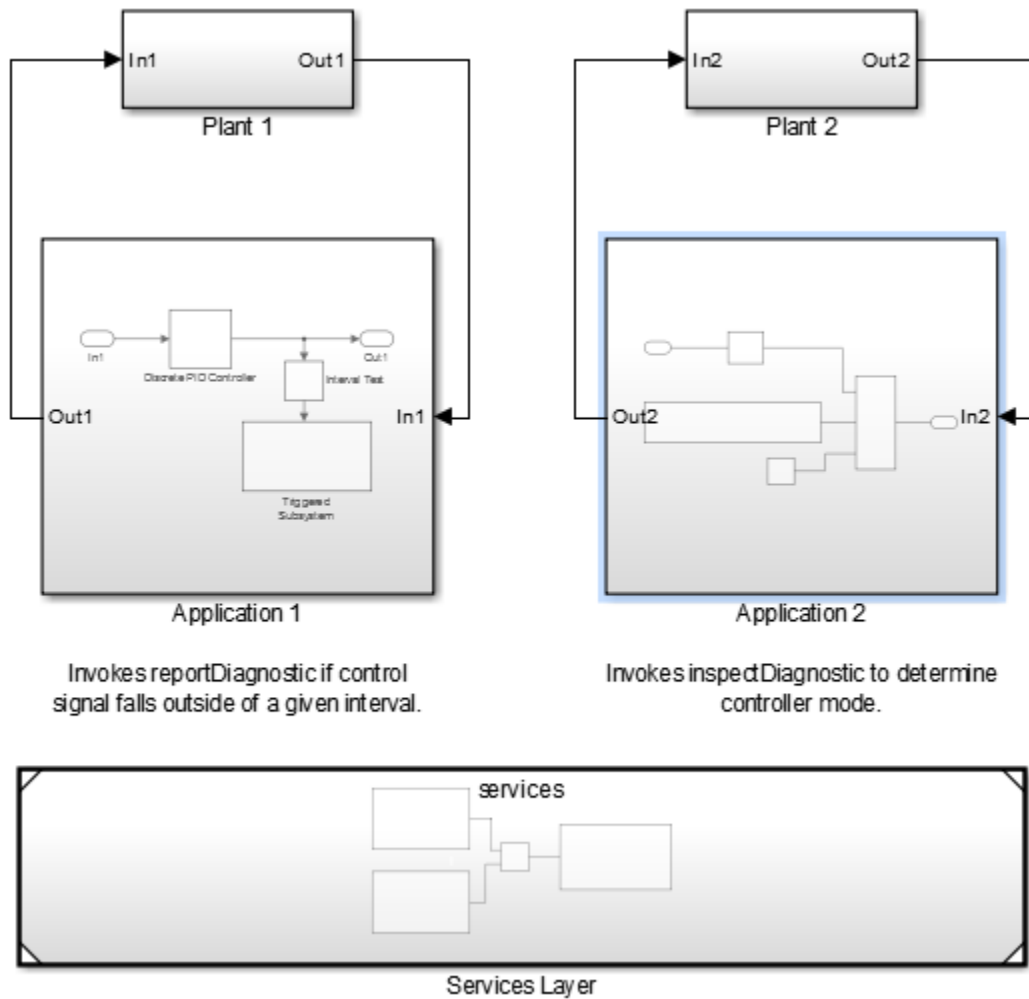 In1 Out1
Plant 1
In2 Out2
Plant 2
In1
Discrete PID Controller
Out1
Interval Test
Triggered
Subsystem
Out1 In1
Application 1
Out2 In2
Application 2
Invokes reportDiagnostic if control
signal falls outside of a given interval.
Invokes inspectDiagnostic to determine
controller mode.
services
Services Layer